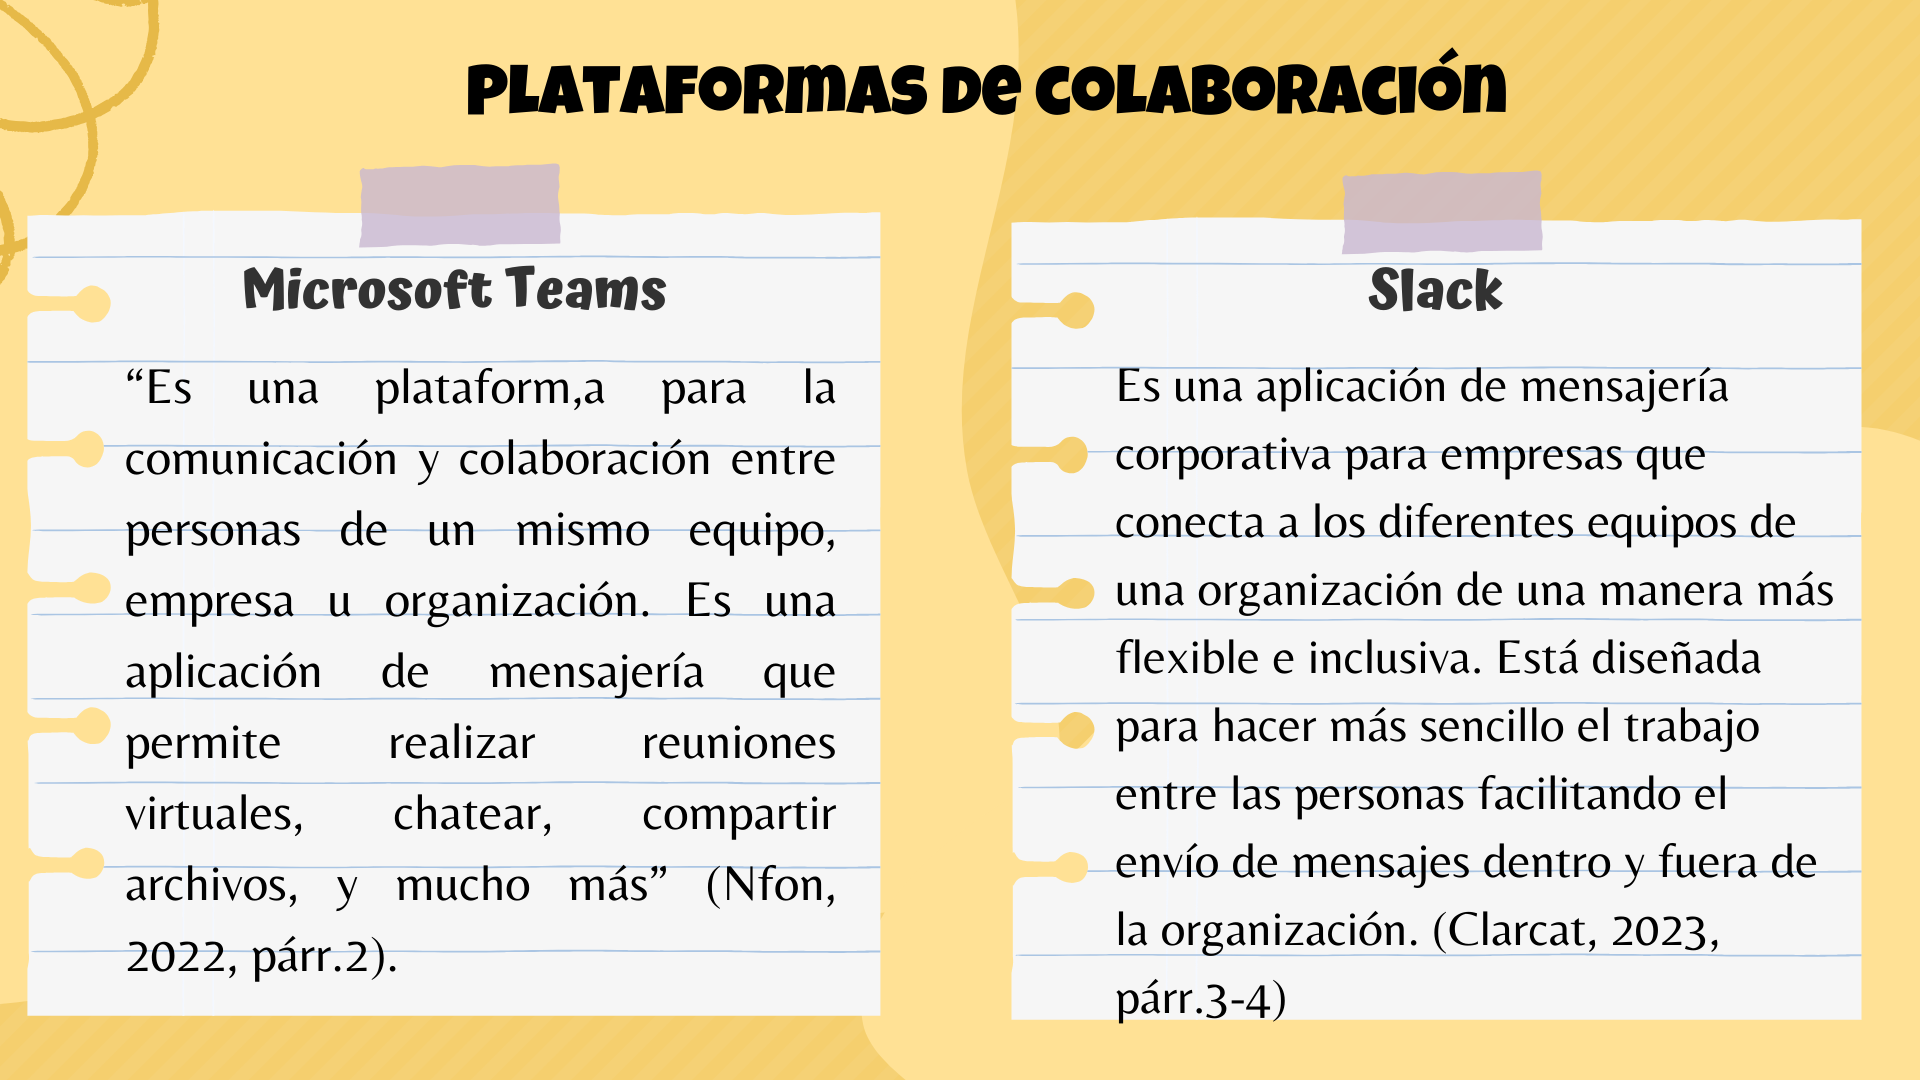 PLATAFORMAS DE COLABORACIÓN
Microsoft Teams
“Es una plataform,a para la
comunicación y colaboración entre
personas de un mismo equipo,
empresa u organización. Es una
aplicación de mensajería que
permite realizar reuniones
virtuales, chatear, compartir
archivos, y mucho más” (Nfon,
2022, párr.2).
Slack
Es una aplicación de mensajería
corporativa para empresas que
conecta a los diferentes equipos de
una organización de una manera más
flexible e inclusiva. Está diseñada
para hacer más sencillo el trabajo
entre las personas facilitando el
envío de mensajes dentro y fuera de
la organización. (Clarcat, 2023,
párr.3-4)